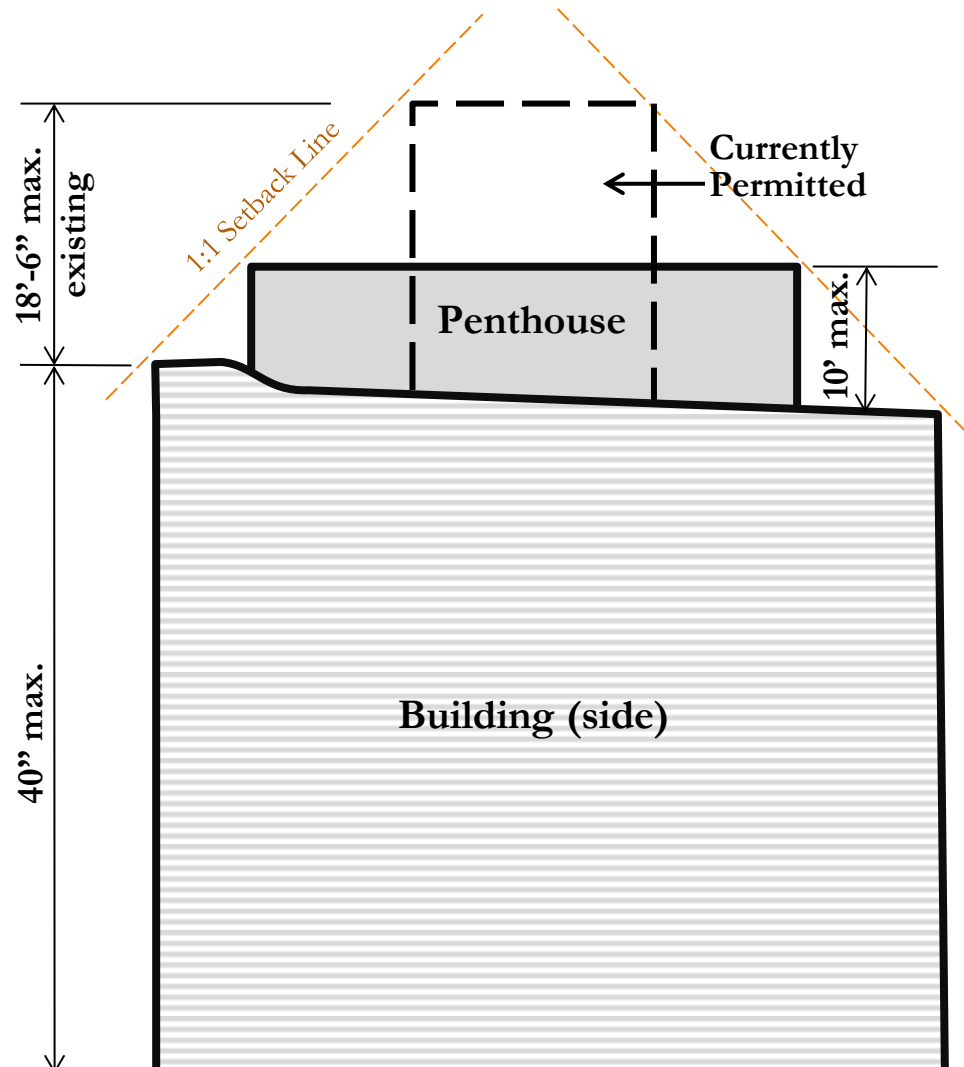 18’-6” max.
existing
1:1 Setback Line
Currently
Permitted
Penthouse
10’ max.
40” max.
Building (side)